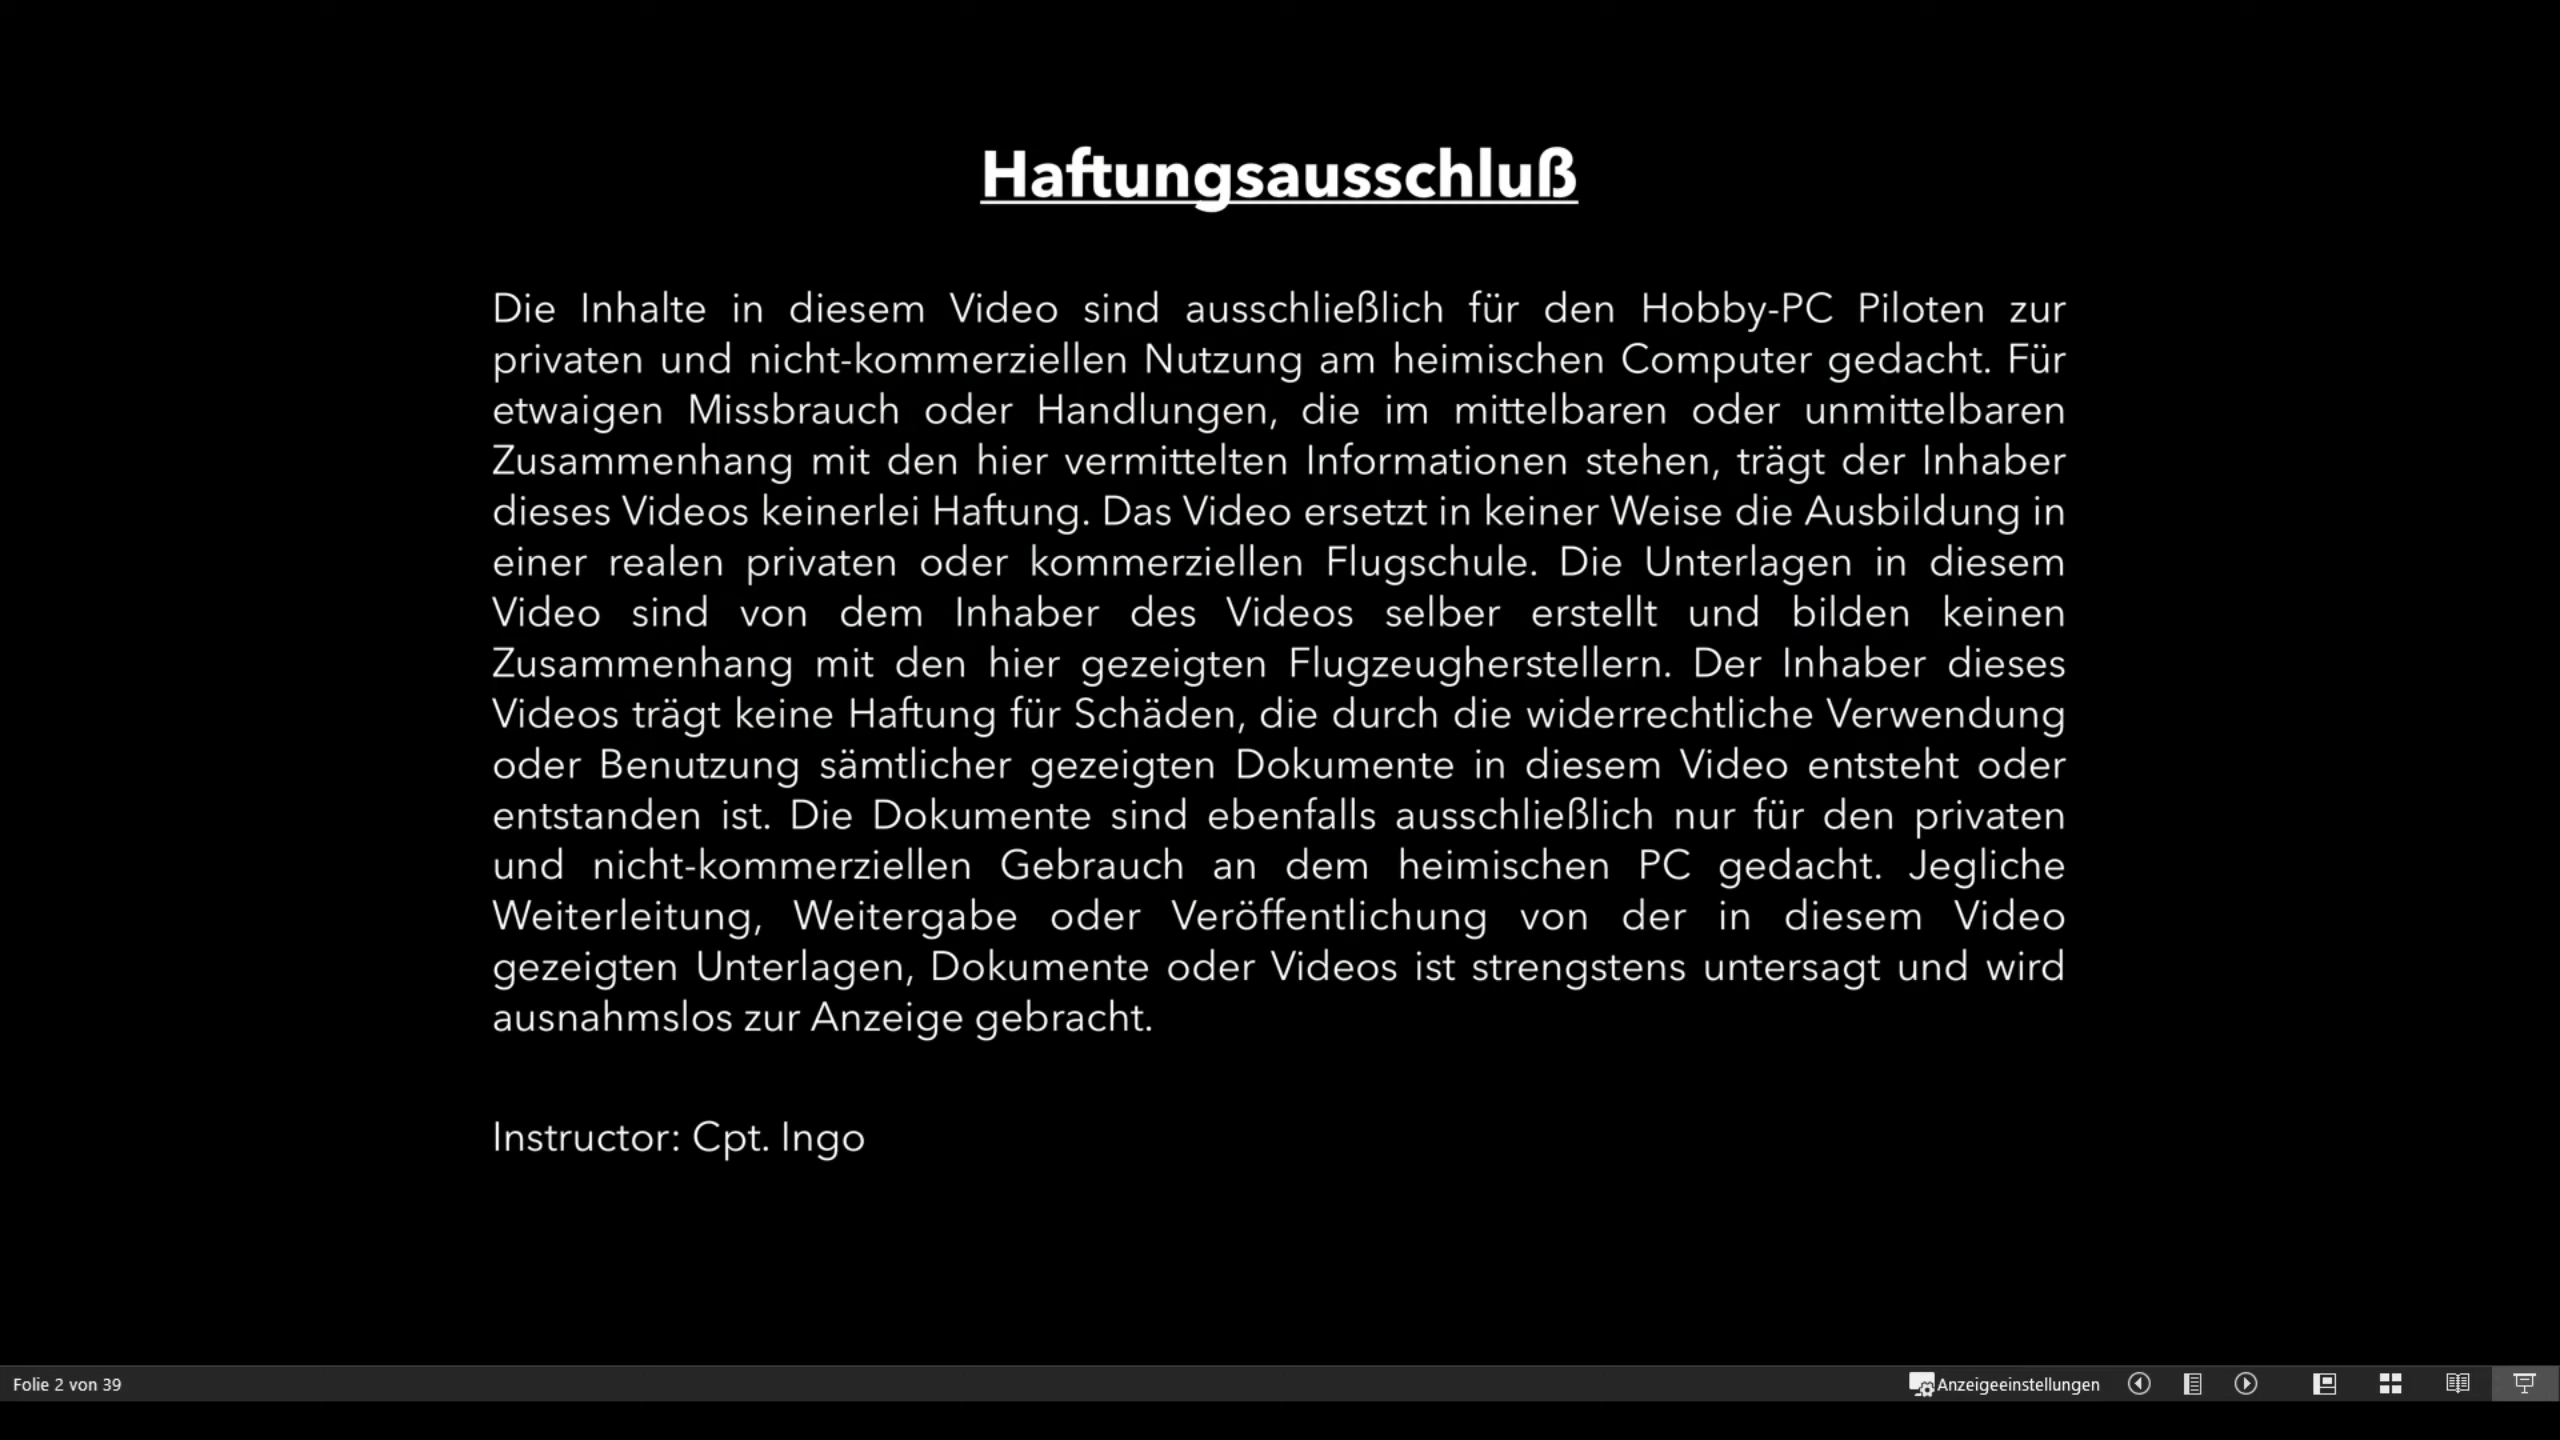 Haftungsausschluß
Die Inhalte in diesem Video sind ausschließlich für den Hobby-PC Piloten zur
privaten und nicht-kommerziellen Nutzung am heimischen Computer gedacht. Für
etwaigen Missbrauch oder Handlungen, die im mittelbaren oder unmittelbaren
Zusammenhang mit den hier vermittelten Informationen stehen, trägt der Inhaber
dieses Videos keinerlei Haftung. Das Video ersetzt in keiner Weise die Ausbildung in
einer realen privaten oder kommerziellen Flugschule. Die Unterlagen in diesem
Video sind von dem Inhaber des Videos selber erstellt und bilden keinen
Zusammenhang mit den hier gezeigten Flugzeugherstellern. Der Inhaber dieses
Videos trägt keine Haftung für Schäden, die durch die widerrechtliche Verwendung
oder Benutzung sämtlicher gezeigten Dokumente in diesem Video entsteht oder
entstanden ist. Die Dokumente sind ebenfalls ausschließlich nur für den privaten
und nicht-kommerziellen Gebrauch an dem heimischen PC gedacht. Jegliche
Weiterleitung, Weitergabe oder Veröffentlichung von der in diesem Video
gezeigten Unterlagen, Dokumente oder Videos ist strengstens untersagt und wird
ausnahmslos zur Anzeige gebracht.
Instructor: Cpt. Ingo
Folie 2 von 39
Anzeigeeinstellungen